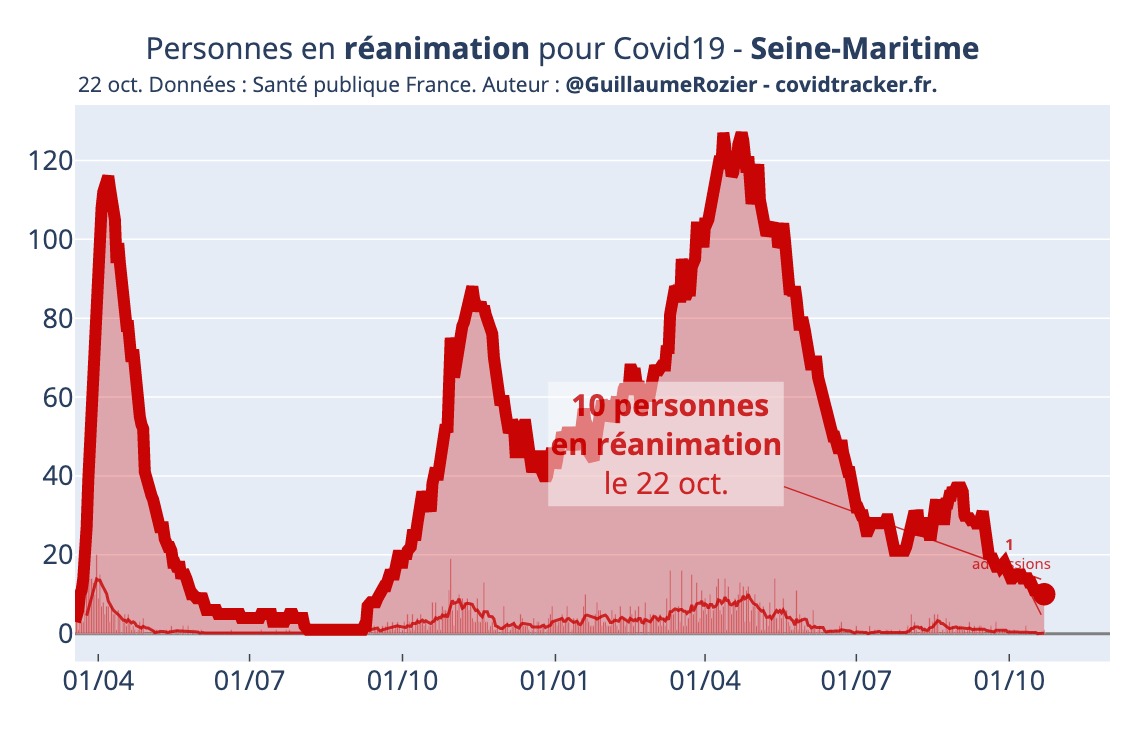 Personnes en réanimation pour Covid19 - Seine-Maritime
22 oct. Données : Santé publique France. Auteur : @GuillaumeRozier - covidtracker.fr.
120
100
80
60
40
20
0
10 personnes
en réanimation
le 22 oct.
1
admissions
01/04
01/07
01/10
01/01
01/04
01/07
01/10